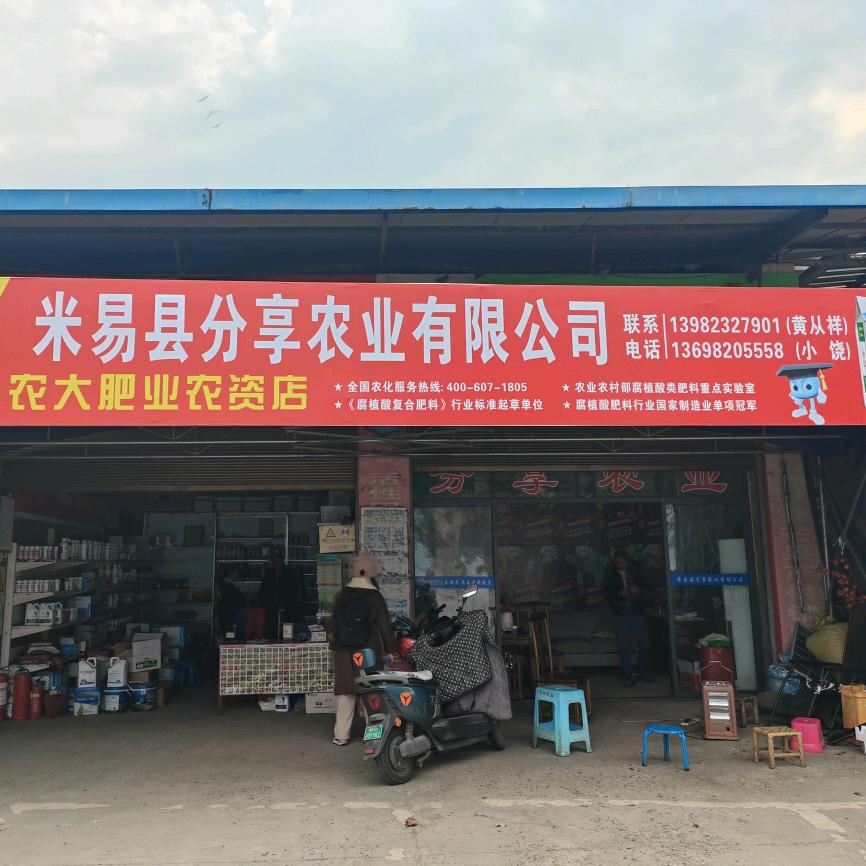 米易县分享农业有限公司
联系电话
13982327901 (黄从祥)
13698205558 (小 饶)
农大肥业农资店
★ 全国农化服务热线: 400-607-1805
★ 农业农村部腐植酸类肥料重点实验室
★《腐植酸复合肥料》行业标准起草单位
★ 腐植酸肥料行业国家制造业单项冠军
分享农业
活性